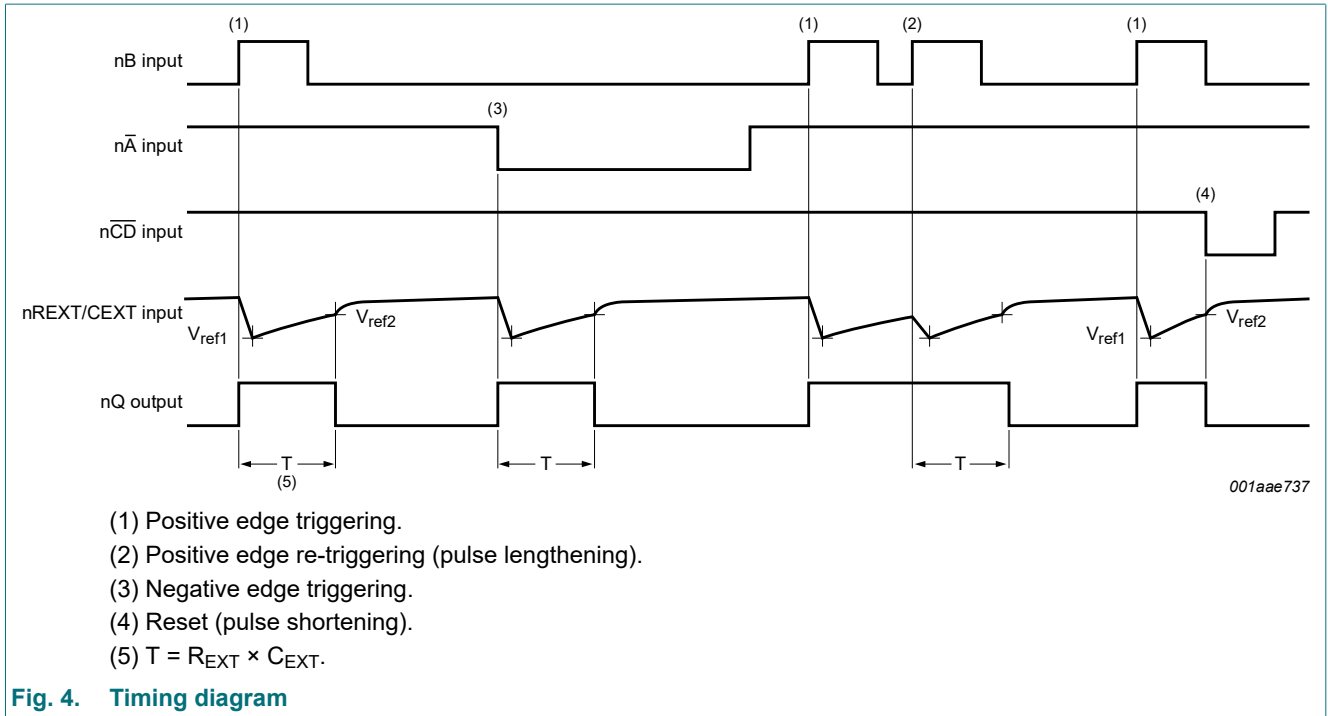 (1) (1) (2) (1)
nB input
(3)
nA̅ input
(4)
nC̅D̅ input
nREXT/CEXT input
Vref1 Vref2 Vref1 Vref2
nQ output
T T T
(5)
001aae737
(1) Positive edge triggering.
(2) Positive edge re-triggering (pulse lengthening).
(3) Negative edge triggering.
(4) Reset (pulse shortening).
(5) T = REXT × CEXT.
Fig. 4. Timing diagram